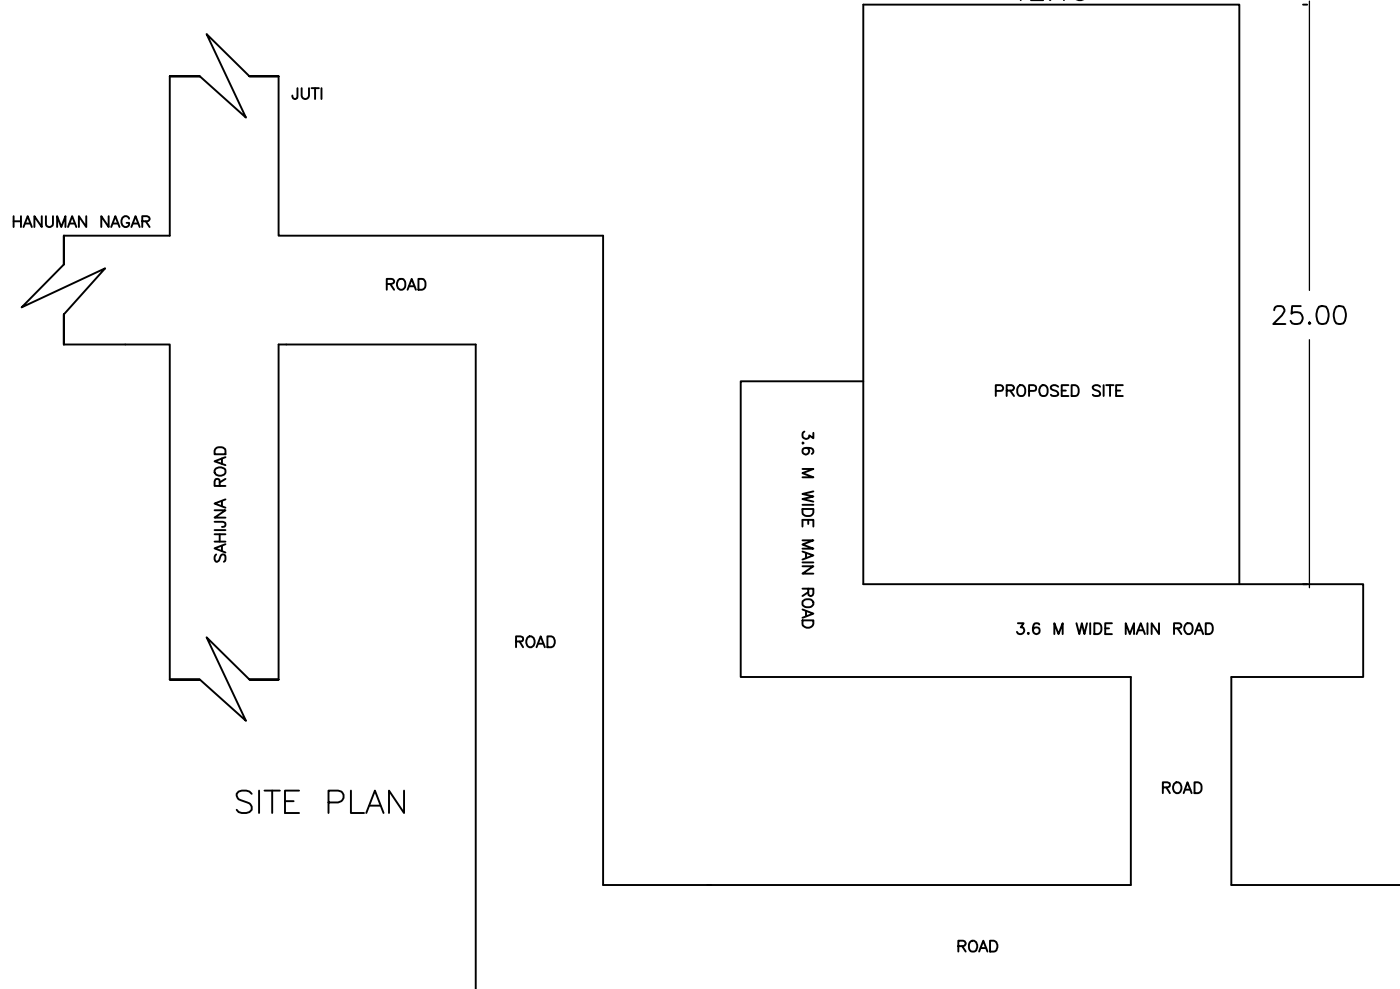 JUTI
HANUMAN NAGAR
ROAD
25.00
PROPOSED SITE
3.6 M WIDE MAIN ROAD
SAHIJNA ROAD
3.6 M WIDE MAIN ROAD
ROAD
ROAD
SITE PLAN
ROAD